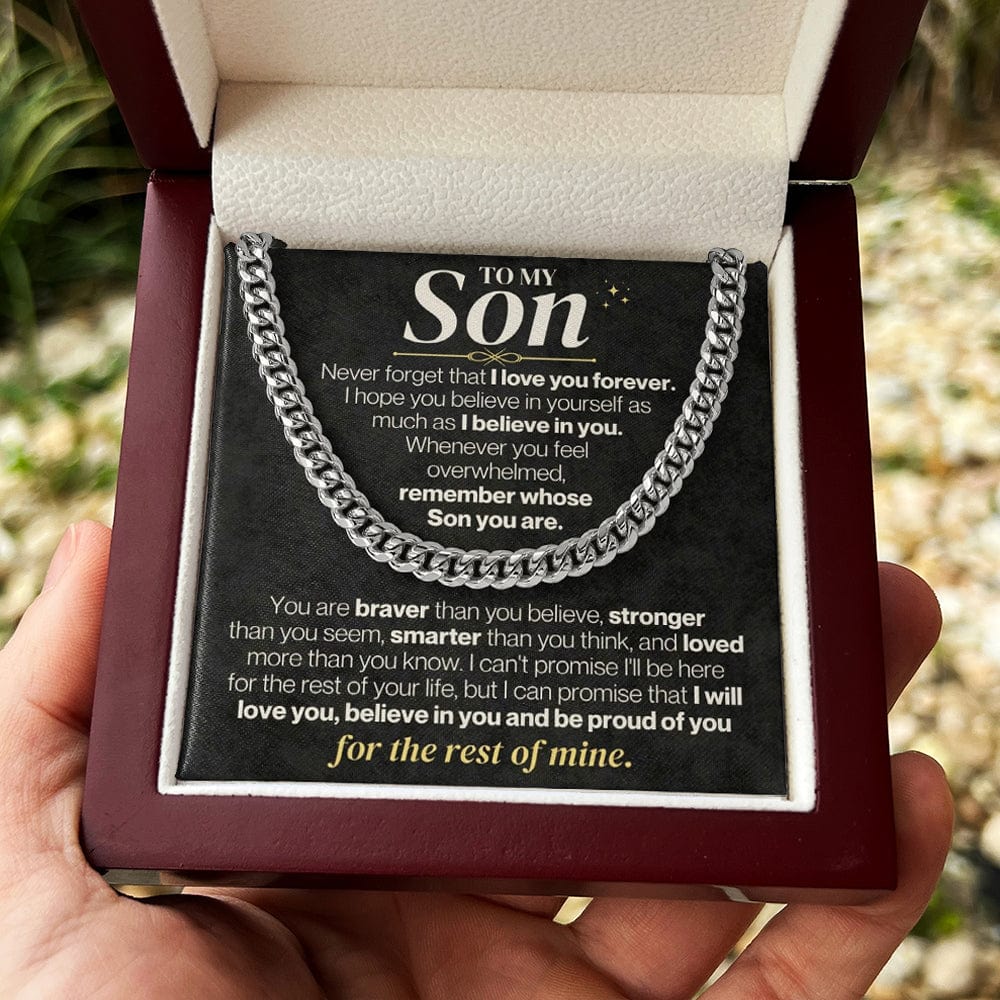 TO MY
Son
Never forget that I love you forever.
I hope you believe in yourself as
much as I believe in you.
Whenever you feel
overwhelmed,
remember whose
Son you are.
You are braver than you believe, stronger
than you seem, smarter than you think, and loved
more than you know. I can't promise I'll be here
for the rest of your life, but I can promise that I will
love you, believe in you and be proud of you
for the rest of mine.